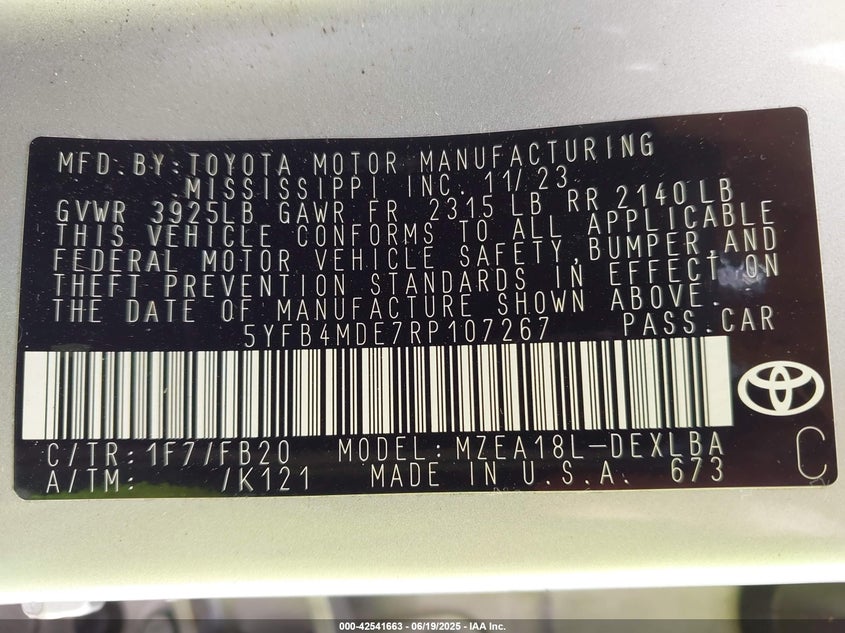 MFD.BY:TOYOTA MOTOR MANUFACTURING
MISSISSIPPI INC. 11/23
GVWR 3925LB GAWR FR 2315 LB RR 2140 LB
THIS VEHICLE CONFORMS TO ALL APPLICABLE
FEDERAL MOTOR VEHICLE SAFETY,BUMPER,AND
THEFT PREVENTION STANDARDS IN EFFECT ON
THE DATE OF MANUFACTURE SHOWN ABOVE.
5YFB4MDE7RP107267 PASS.CAR
C/TR:1F7/FB20 MODEL:MZEA18L-DEXLBA
A/TM: /K121 MADE IN U.S.A. 673 C
000-42541663 - 06/19/2025 - IAA Inc.